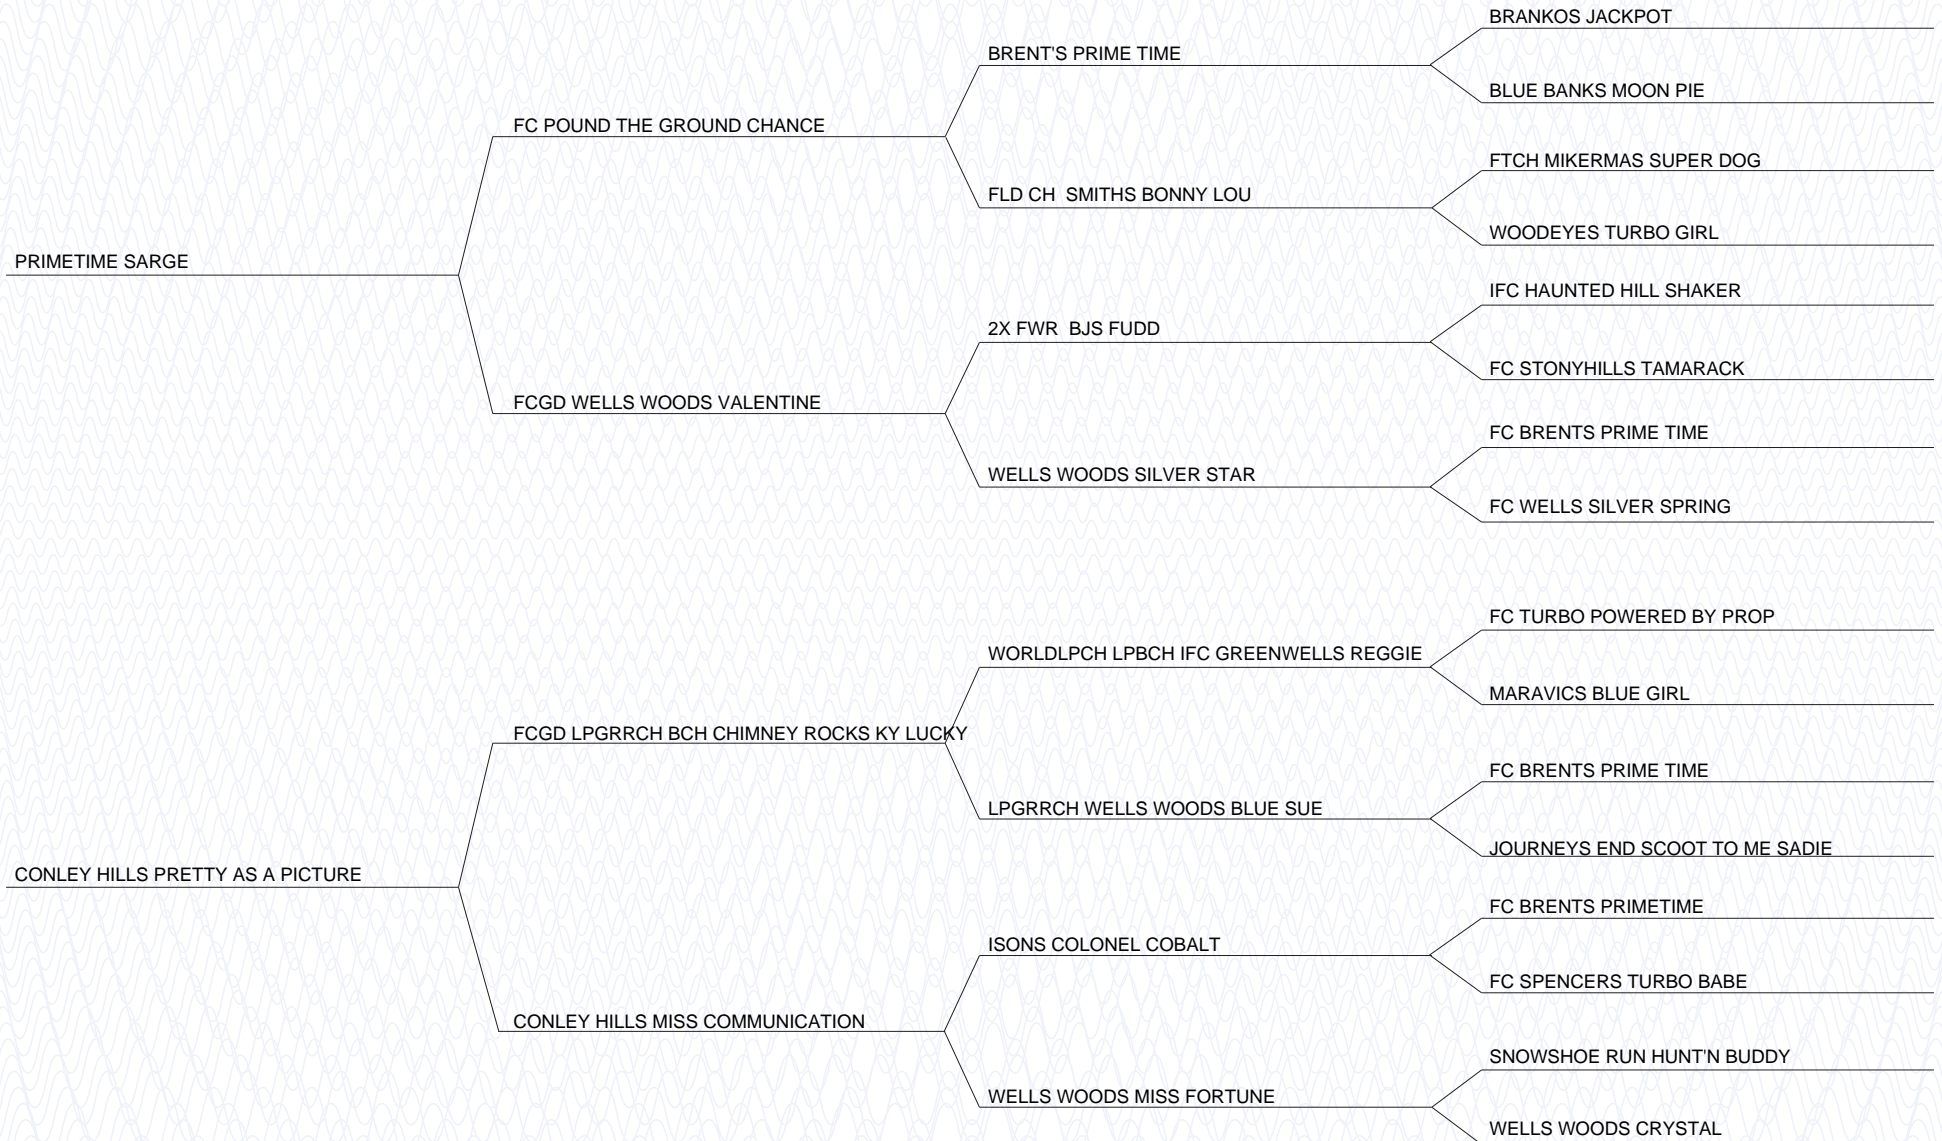 BRANKOS JACKPOT
BRENT'S PRIME TIME
BLUE BANKS MOON PIE
FC POUND THE GROUND CHANCE
FTCH MIKERMAS SUPER DOG
FLD CH  SMITHS BONNY LOU
WOODEYES TURBO GIRL
PRIMETIME SARGE
IFC HAUNTED HILL SHAKER
2X FWR  BJS FUDD
FC STONYHILLS TAMARACK
FCGD WELLS WOODS VALENTINE
FC BRENTS PRIME TIME
WELLS WOODS SILVER STAR
FC WELLS SILVER SPRING
FC TURBO POWERED BY PROP
WORLDLPCH LPBCH IFC GREENWELLS REGGIE
MARAVICS BLUE GIRL
FCGD LPGRRCH BCH CHIMNEY ROCKS KY LUCKY
FC BRENTS PRIME TIME
LPGRRCH WELLS WOODS BLUE SUE
JOURNEYS END SCOOT TO ME SADIE
CONLEY HILLS PRETTY AS A PICTURE
FC BRENTS PRIMETIME
ISONS COLONEL COBALT
FC SPENCERS TURBO BABE
CONLEY HILLS MISS COMMUNICATION
SNOWSHOE RUN HUNT'N BUDDY
WELLS WOODS MISS FORTUNE
WELLS WOODS CRYSTAL